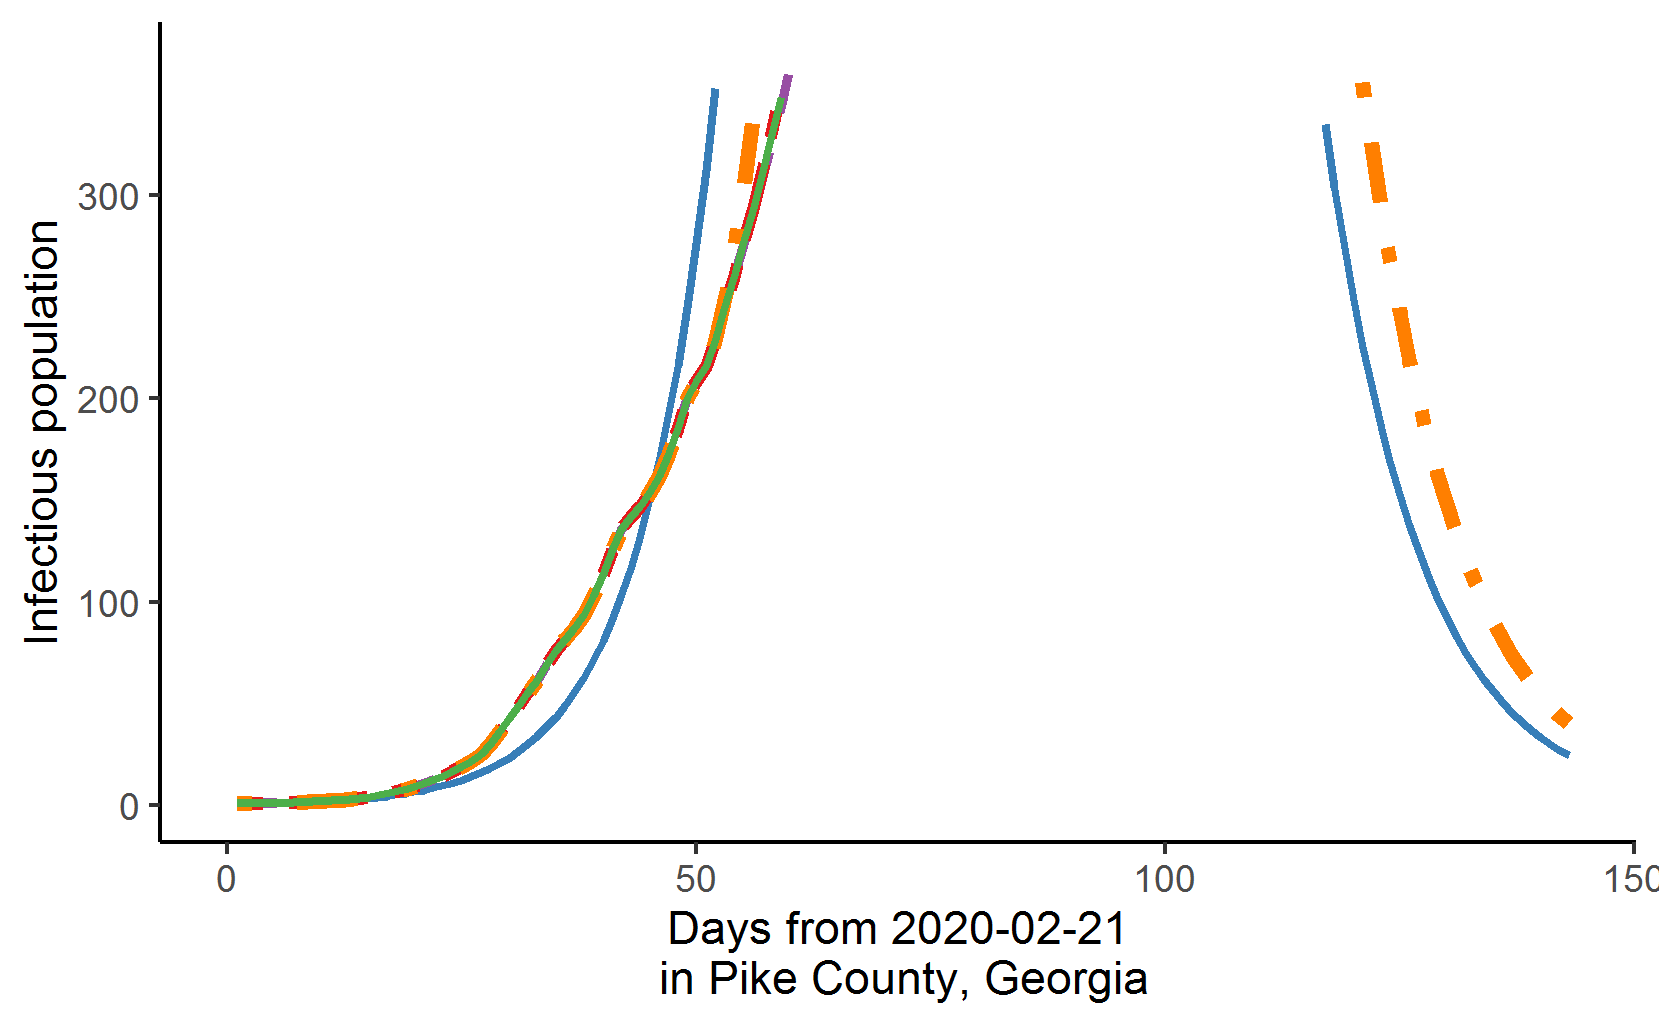 Infectious population
300
200
100
0
0 50 100 150
Days from 2020-02-21
in Pike County, Georgia